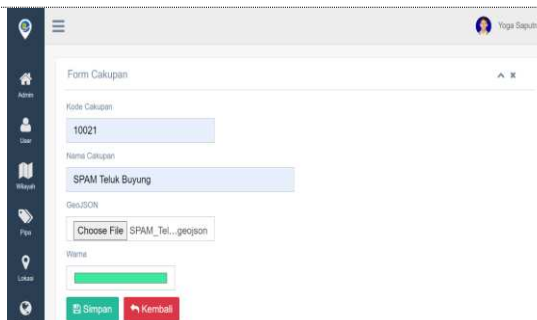 Yoga Saputr
Form Cakupan
Admin
Kode Cakupan
10021
User
Nama Cakupan
SPAM Teluk Buyung
Wilayah
GeoJSON
Choose File SPAM_Tel...geojson
Pipa
Warna
Lokasi
Simpan Kembali